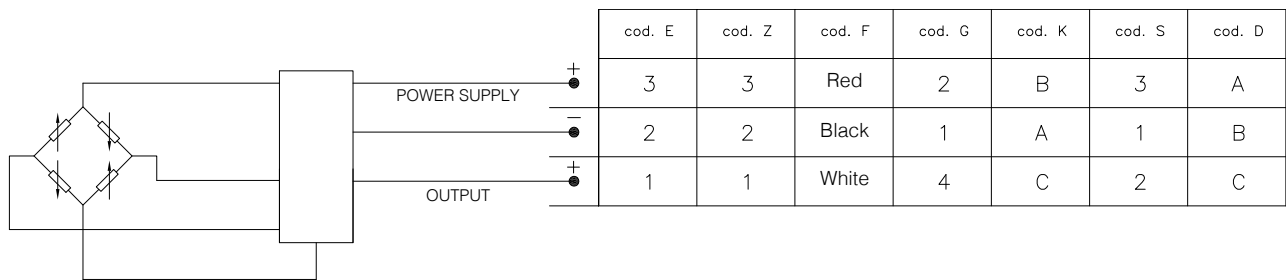 cod. E cod. Z cod. F cod. G cod. K cod. S cod. D
+
POWER SUPPLY 3 3 Red 2 B 3 A
−
2 2 Black 1 A 1 B
+
OUTPUT 1 1 White 4 C 2 C